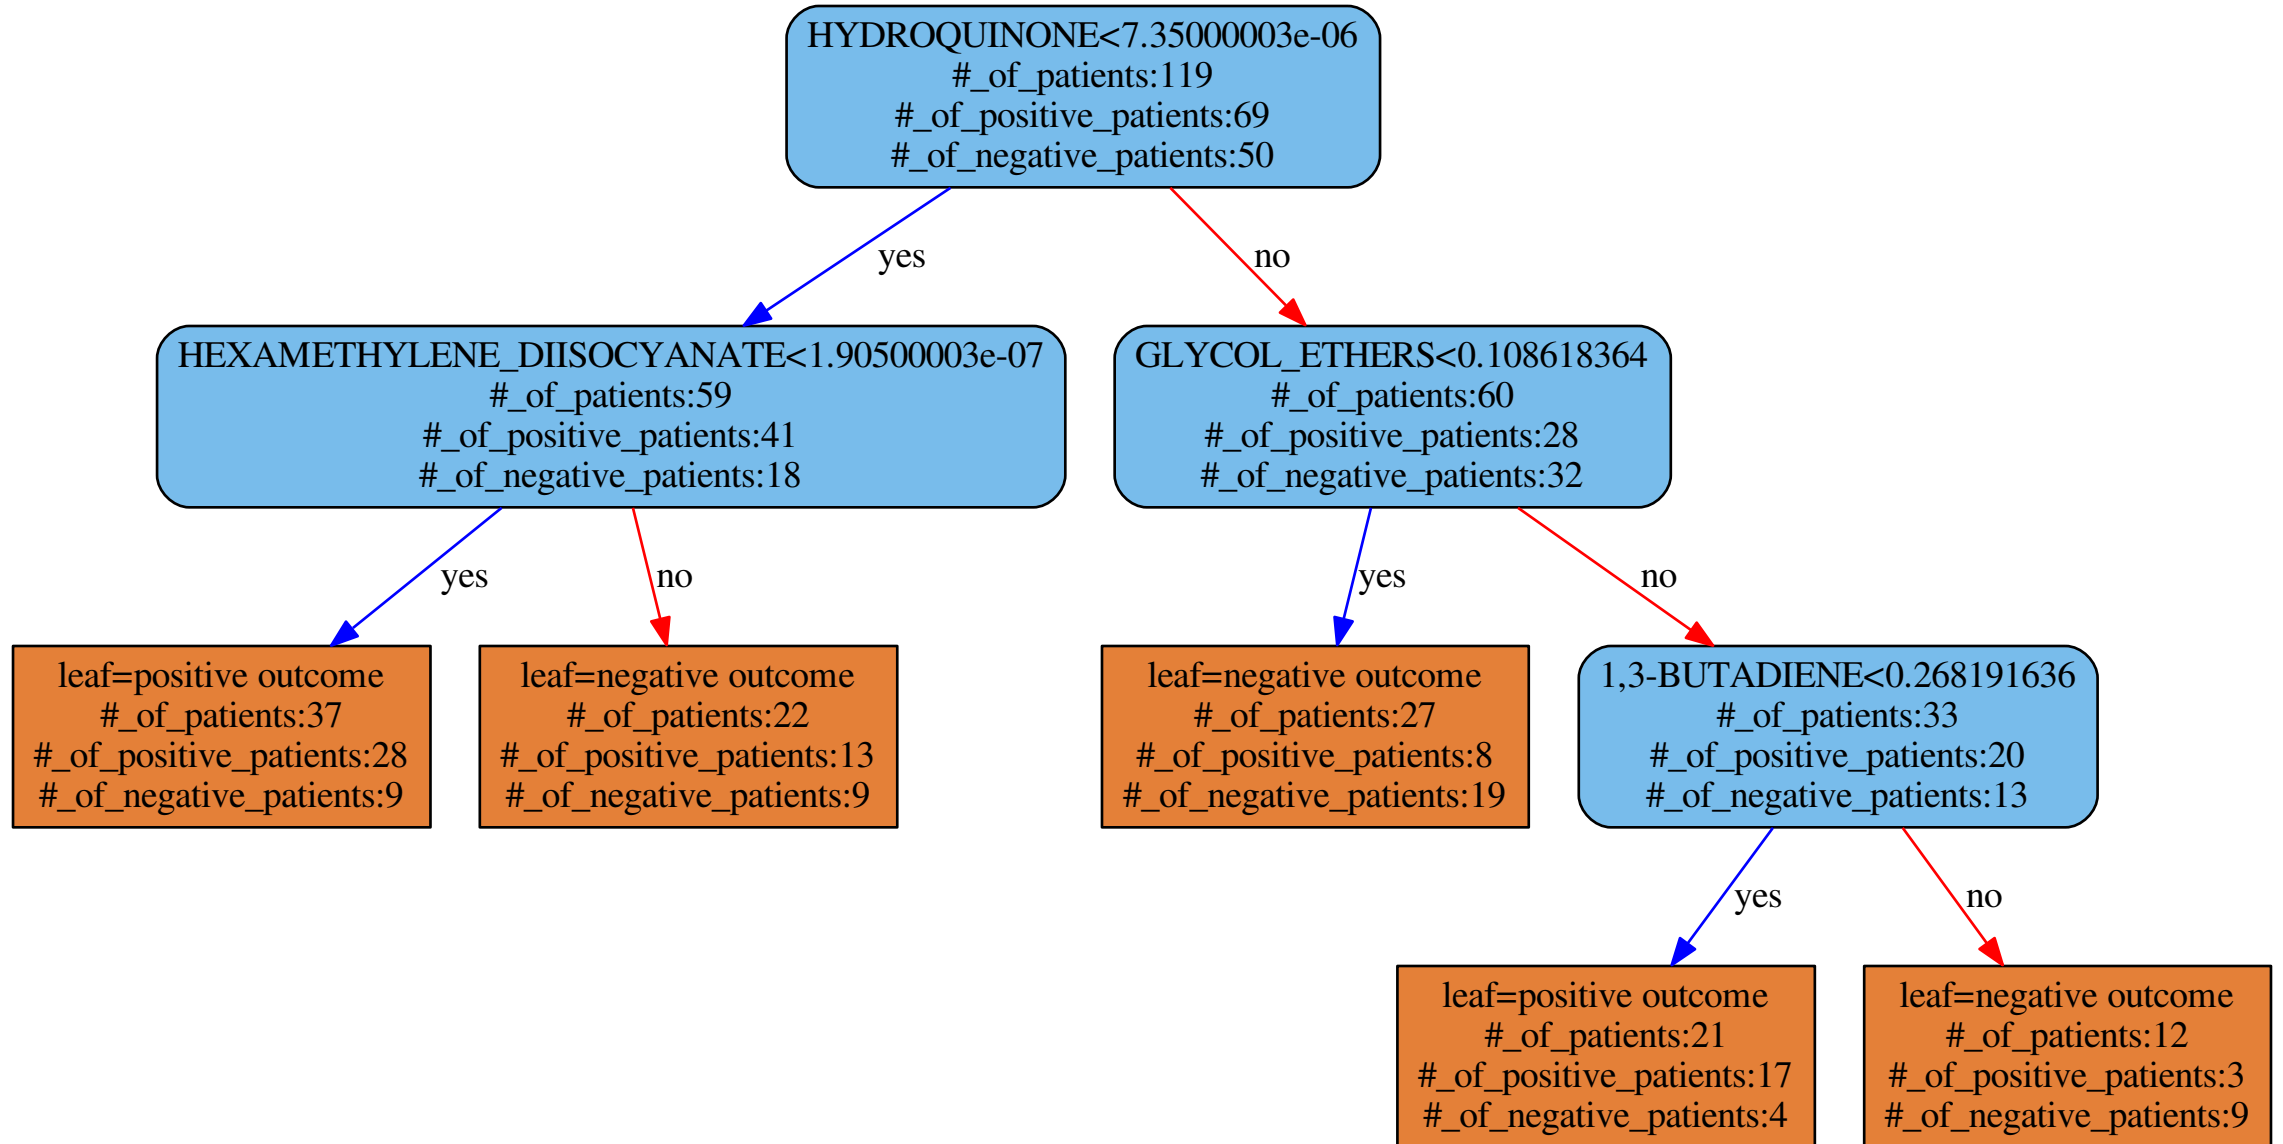 HYDROQUINONE<7.35000003e-06
#_of_patients:119
#_of_positive_patients:69
#_of_negative_patients:50
yes
no
HEXAMETHYLENE_DIISOCYANATE<1.90500003e-07
#_of_patients:59
#_of_positive_patients:41
#_of_negative_patients:18
GLYCOL_ETHERS<0.108618364
#_of_patients:60
#_of_positive_patients:28
#_of_negative_patients:32
yes
no
yes
no
leaf=positive outcome
#_of_patients:37
#_of_positive_patients:28
#_of_negative_patients:9
leaf=negative outcome
#_of_patients:22
#_of_positive_patients:13
#_of_negative_patients:9
leaf=negative outcome
#_of_patients:27
#_of_positive_patients:8
#_of_negative_patients:19
1,3-BUTADIENE<0.268191636
#_of_patients:33
#_of_positive_patients:20
#_of_negative_patients:13
yes
no
leaf=positive outcome
#_of_patients:21
#_of_positive_patients:17
#_of_negative_patients:4
leaf=negative outcome
#_of_patients:12
#_of_positive_patients:3
#_of_negative_patients:9